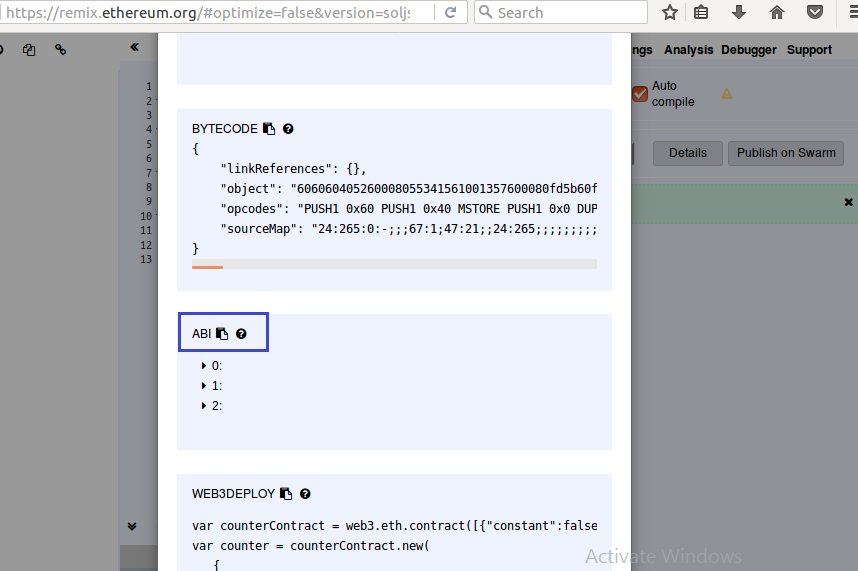 https://remix.ethereum.org/#optimize=false&version=solj
Search
ngs Analysis Debugger Support
Auto compile
Details
Publish on Swarm
1
2
3
4
5
6
7
8
9
10
11
12
13
BYTECODE
{
"linkReferences": {},
"object": "6060604052600080553415610013576000 80fd5b60f
"opcodes": "PUSH1 0x60 PUSH1 0x40 MSTORE PUSH1 0x0 DUP
"sourceMap": "24:265:0:-;;;67:1;47:21;;24:265;;;;;;;;;
}
ABI
0:
1:
2:
WEB3DEPLOY
var counterContract = web3.eth.contract([{"constant":false
var counter = counterContract.new(
{
Activate Windows